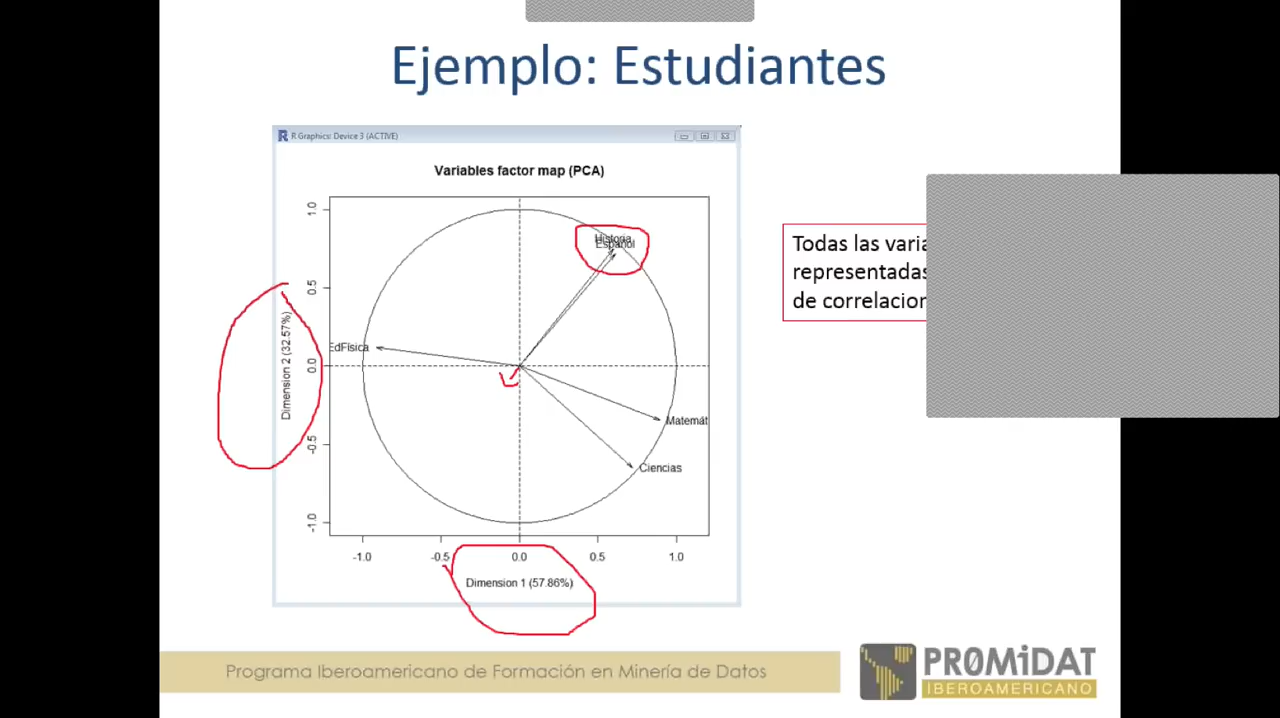 Ejemplo: Estudiantes
R Graphics: Device 3 (ACTIVE)
Variables factor map (PCA)
Historia
Español
EdFísica
Matemát
Ciencias
Dimension 2 (32.57%)
1.0
0.5
0.0
-0.5
-1.0
-1.0 -0.5 0.0 0.5 1.0
Dimension 1 (57.86%)
Todas las varia
representadas
de correlacion
Programa Iberoamericano de Formación en Minería de Datos
PR0MiDAT
IBEROAMERICANO